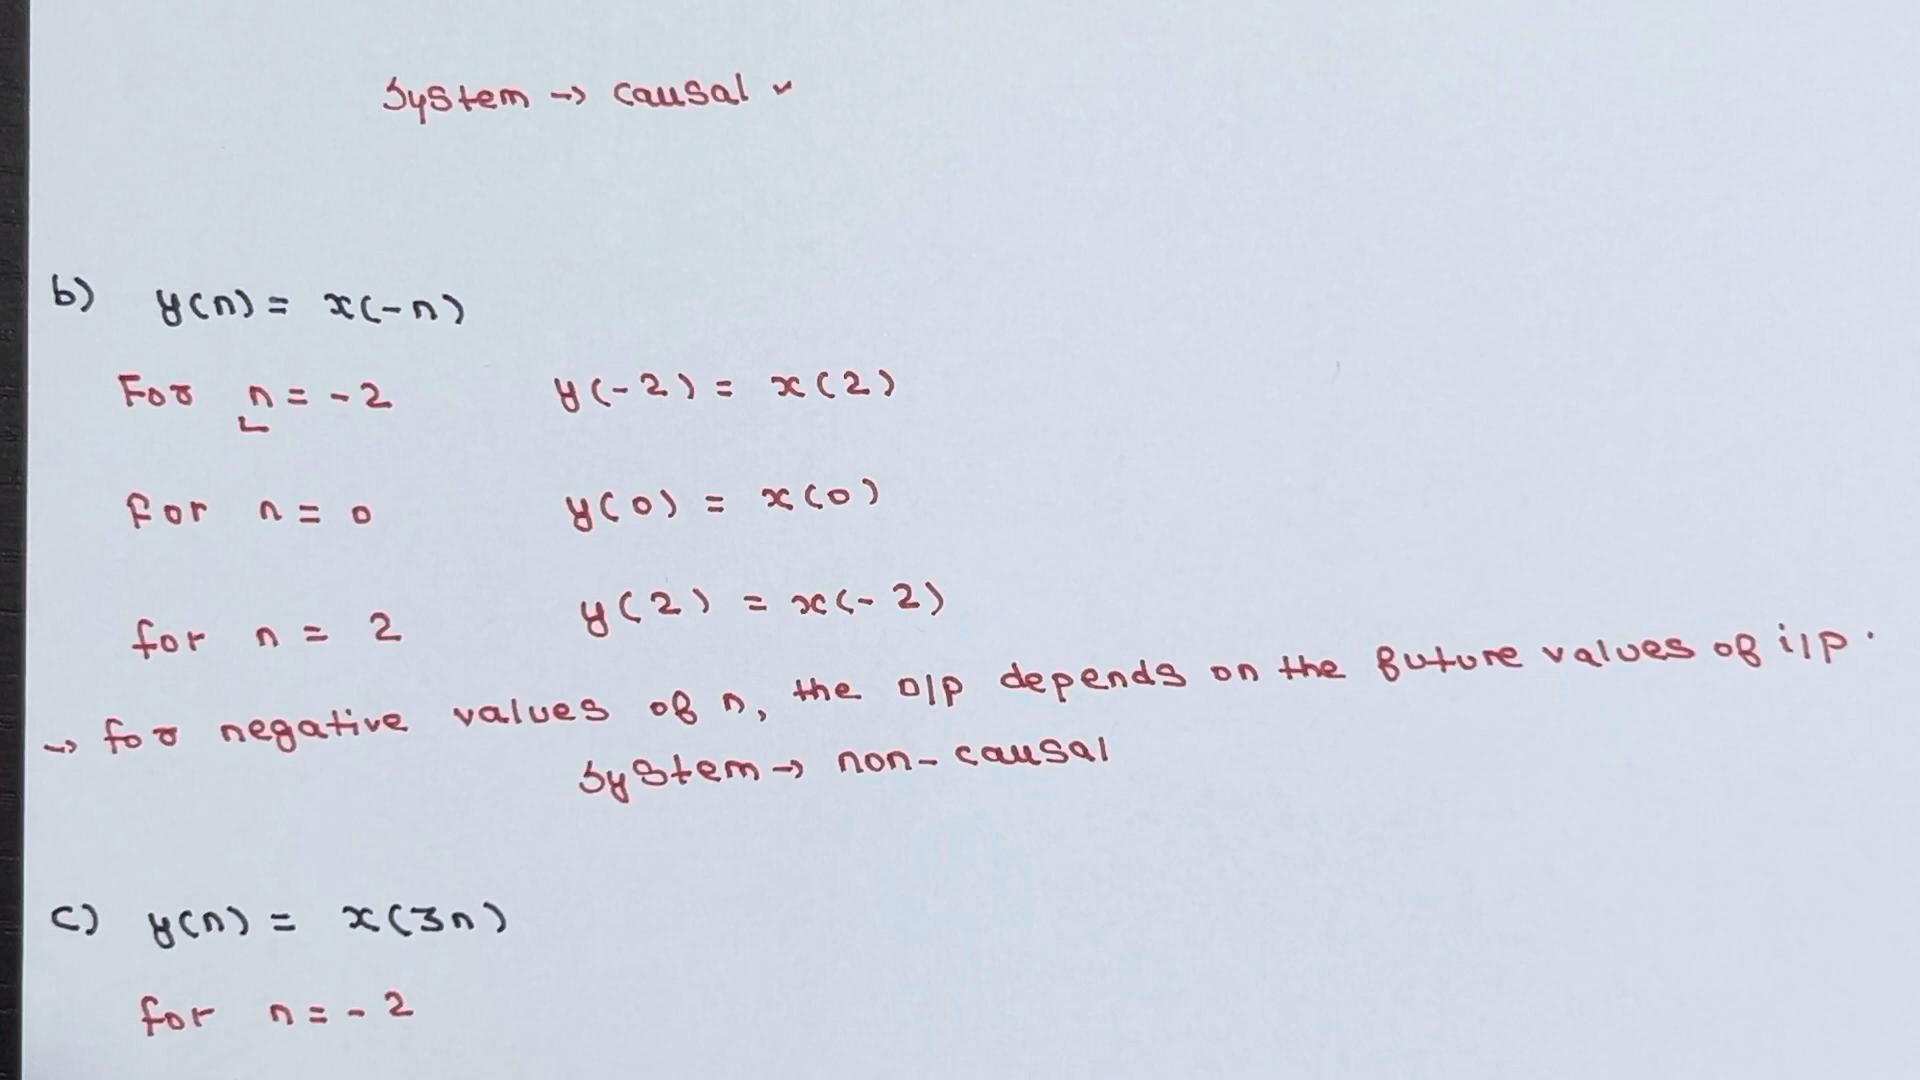 System → causal ✓
b) y(n) = x(-n)
For n = -2 y(-2) = x(2)
For n = 0 y(0) = x(0)
for n = 2 y(2) = x(-2)
→ for negative values of n, the o/p depends on the future values of i/p.
System → non-causal
c) y(n) = x(3n)
for n = -2